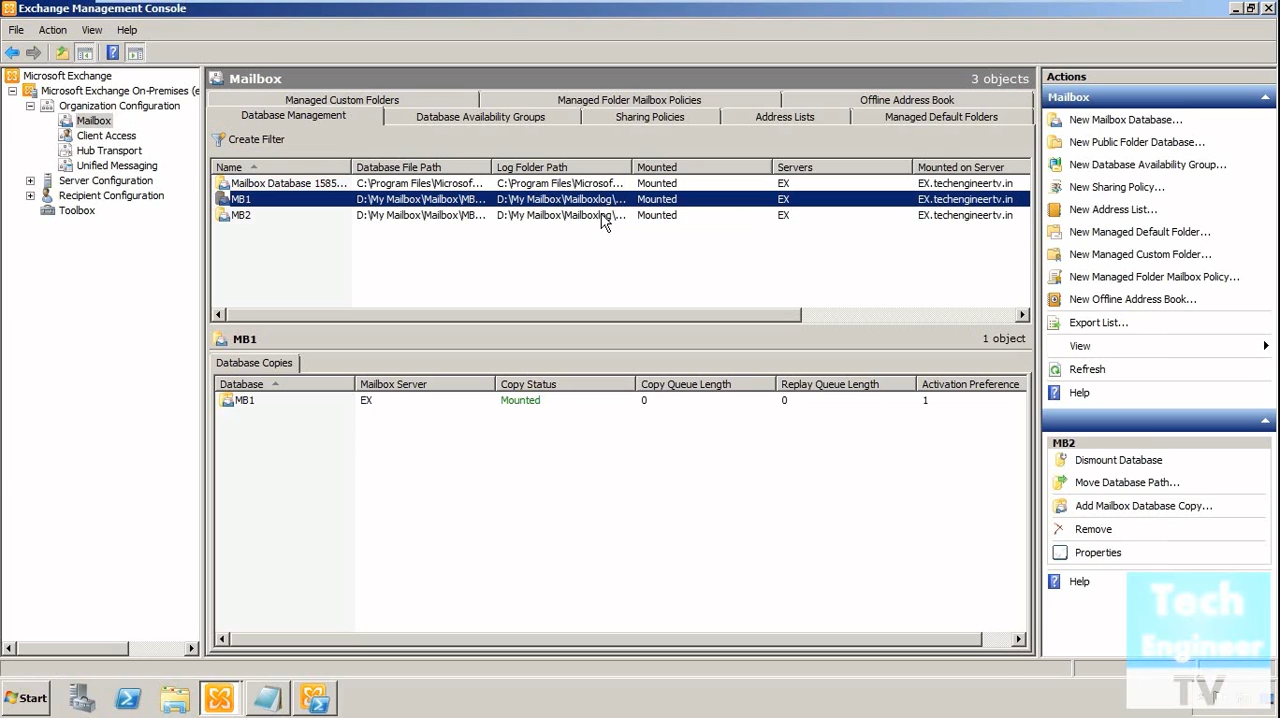 Exchange Management Console
File Action View Help
Microsoft Exchange
Microsoft Exchange On-Premises (e
Organization Configuration
Mailbox
Client Access
Hub Transport
Unified Messaging
Server Configuration
Recipient Configuration
Toolbox
Mailbox 3 objects
Managed Custom Folders Managed Folder Mailbox Policies Offline Address Book
Database Management Database Availability Groups Sharing Policies Address Lists Managed Default Folders
Create Filter
Name Database File Path Log Folder Path Mounted Servers Mounted on Server
Mailbox Database 1585... C:\Program Files\Microsof... C:\Program Files\Microsof... Mounted EX EX.techengineertv.in
MB1 D:\My Mailbox\Mailbox\MB... D:\My Mailbox\Mailboxlog\... Mounted EX EX.techengineertv.in
MB2 D:\My Mailbox\Mailbox\MB... D:\My Mailbox\Mailboxlog\... Mounted EX EX.techengineertv.in
MB1 1 object
Database Copies
Database Mailbox Server Copy Status Copy Queue Length Replay Queue Length Activation Preference
MB1 EX Mounted 0 0 1
Actions
Mailbox
New Mailbox Database...
New Public Folder Database...
New Database Availability Group...
New Sharing Policy...
New Address List...
New Managed Default Folder...
New Managed Custom Folder...
New Managed Folder Mailbox Policy...
New Offline Address Book...
Export List...
View
Refresh
Help
MB2
Dismount Database
Move Database Path...
Add Mailbox Database Copy...
Remove
Properties
Help
Tech
Engineer
TV
Start